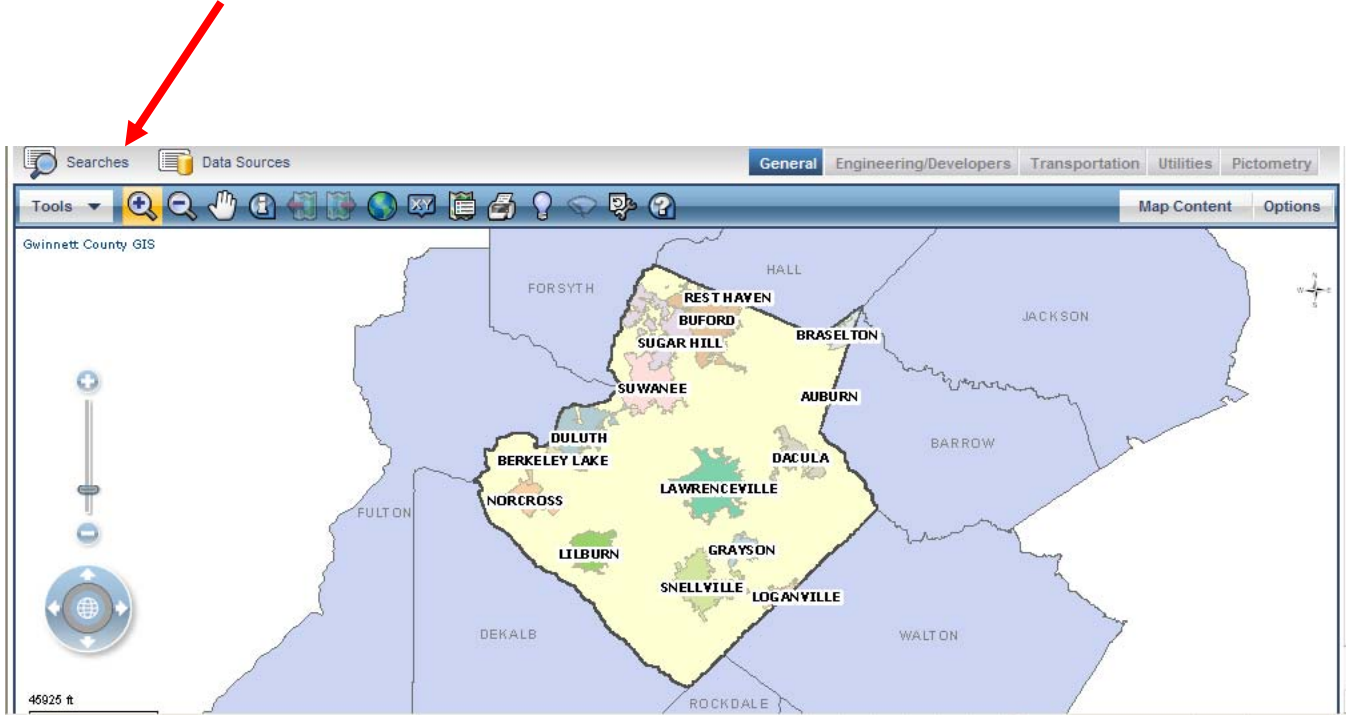 Searches Data Sources General Engineering/Developers Transportation Utilities Pictometry
Tools XY Map Content Options
Gwinnett County GIS
HALL
FORSYTH
N
W E
S
REST HAVEN
JACKSON
BUFORD
BRASELTON
SUGAR HILL
SUWANEE
AUBURN
DULUTH
BARROW
BERKELEY LAKE
DACULA
LAWRENCEVILLE
NORCROSS
FULTON
LILBURN
GRAYSON
SNELLVILLE
LOGANVILLE
DEKALB
WALTON
45925 ft
ROCKDALE